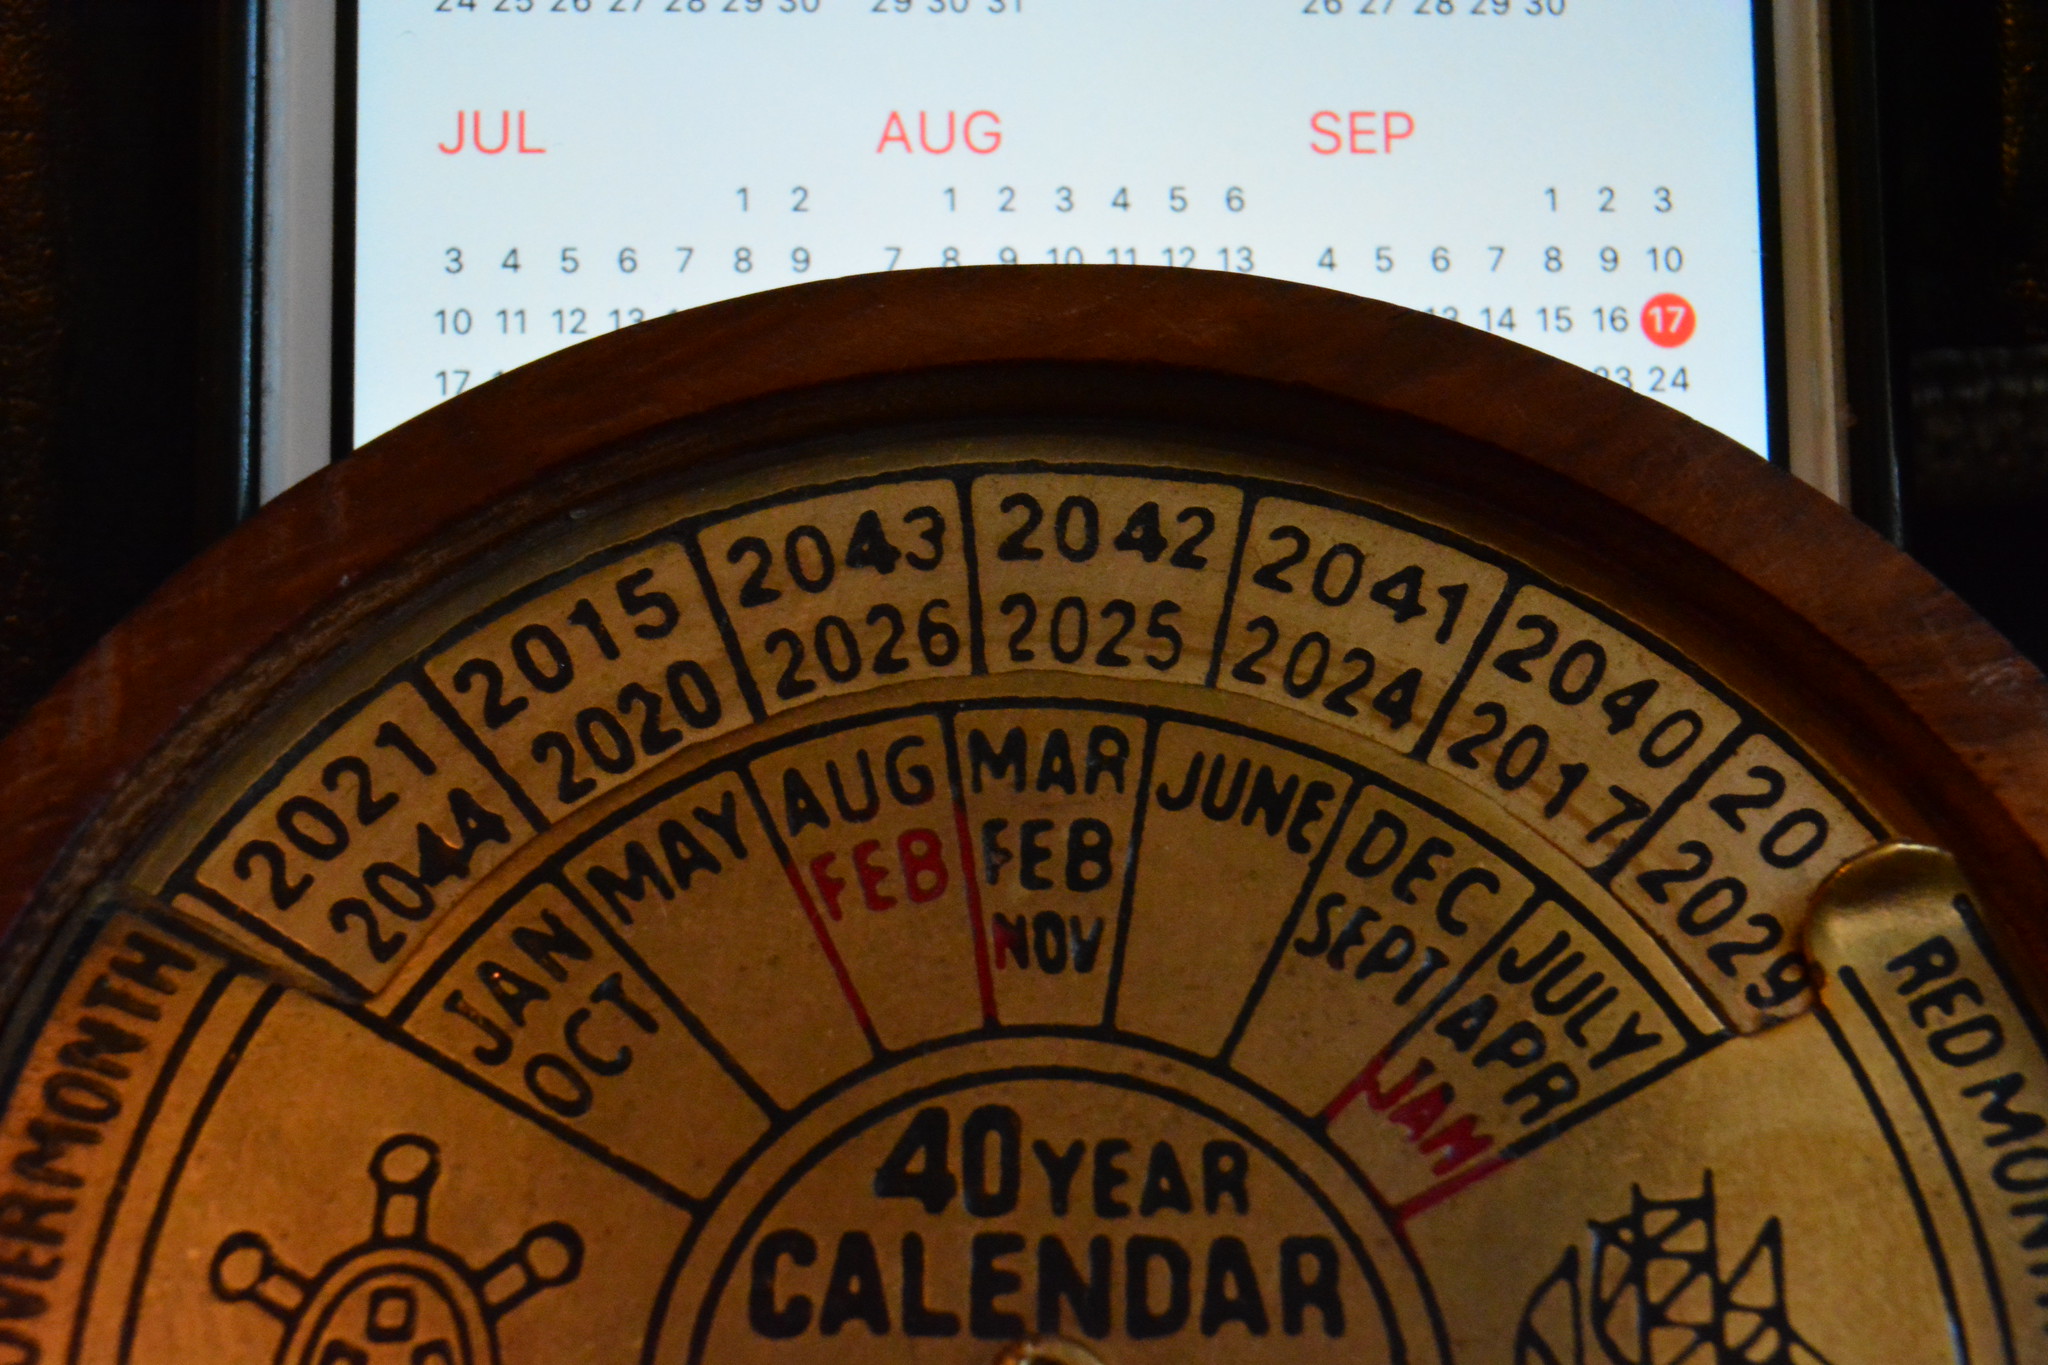 24 25 26 27 28 29 30 29 30 31 26 27 28 29 30
JUL AUG SEP
1 2 1 2 3 4 5 6 1 2 3
3 4 5 6 7 8 9 7 8 9 10 11 12 13 4 5 6 7 8 9 10
10 11 12 13 13 14 15 16 17
17 23 24
2021 2015 2043 2042 2041 2040 20
2044 2020 2026 2025 2024 2017 2029
JAN MAY AUG MAR JUNE DEC JULY
OCT FEB FEB SEPT APR
NOV JAN
OVER MONTH
RED MONT
40 YEAR
CALENDAR